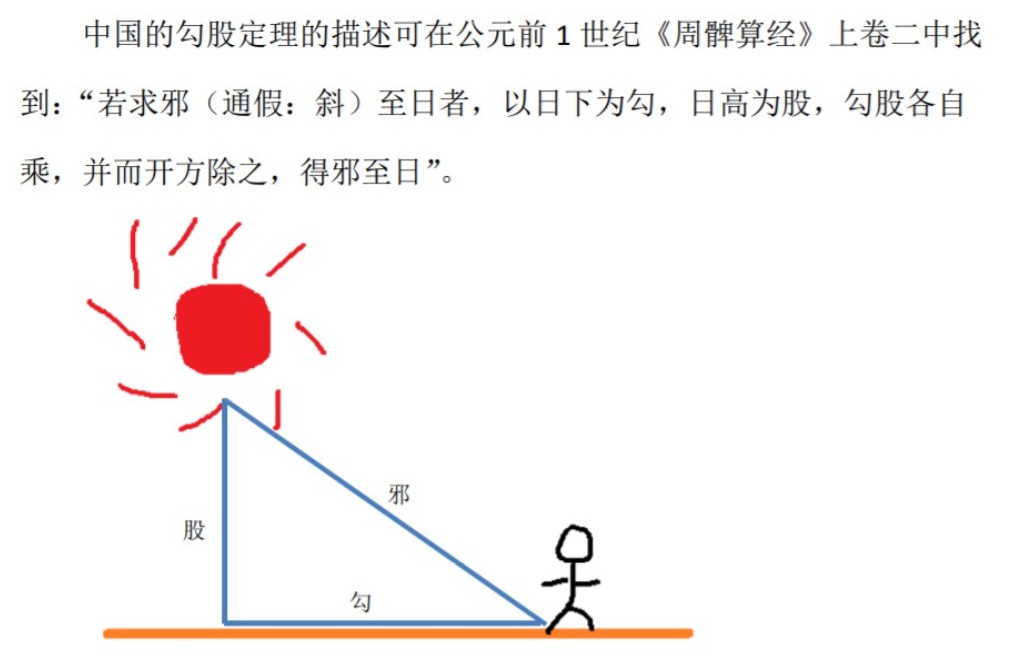 中国的勾股定理的描述可在公元前 1 世纪《周髀算经》上卷二中找
到：“若求邪（通假：斜）至日者，以日下为勾，日高为股，勾股各自
乘，并而开方除之，得邪至日”。
邪
股
勾